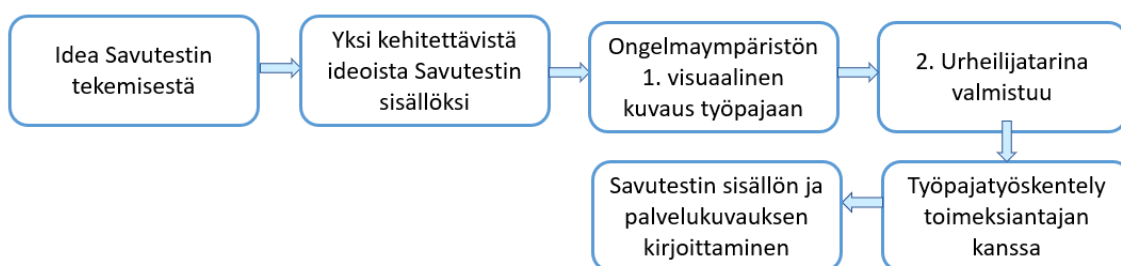 Idea Savutestin
tekemisestä
Yksi kehitettävistä
ideoista Savutestin
sisällöksi
Ongelmaympäristön
1. visuaalinen
kuvaus työpajaan
2. Urheilijatarina
valmistuu
Työpajatyöskentely
toimeksiantajan
kanssa
Savutestin sisällön ja
palvelukuvauksen
kirjoittaminen